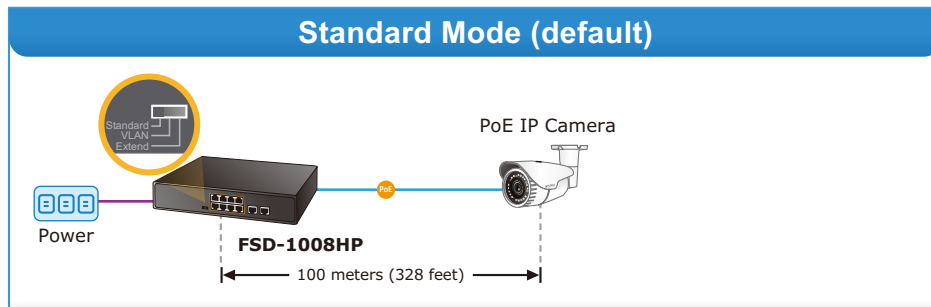 Standard Mode (default)
Standard
VLAN
Extend
PoE IP Camera
PoE
Power
FSD-1008HP
100 meters (328 feet)